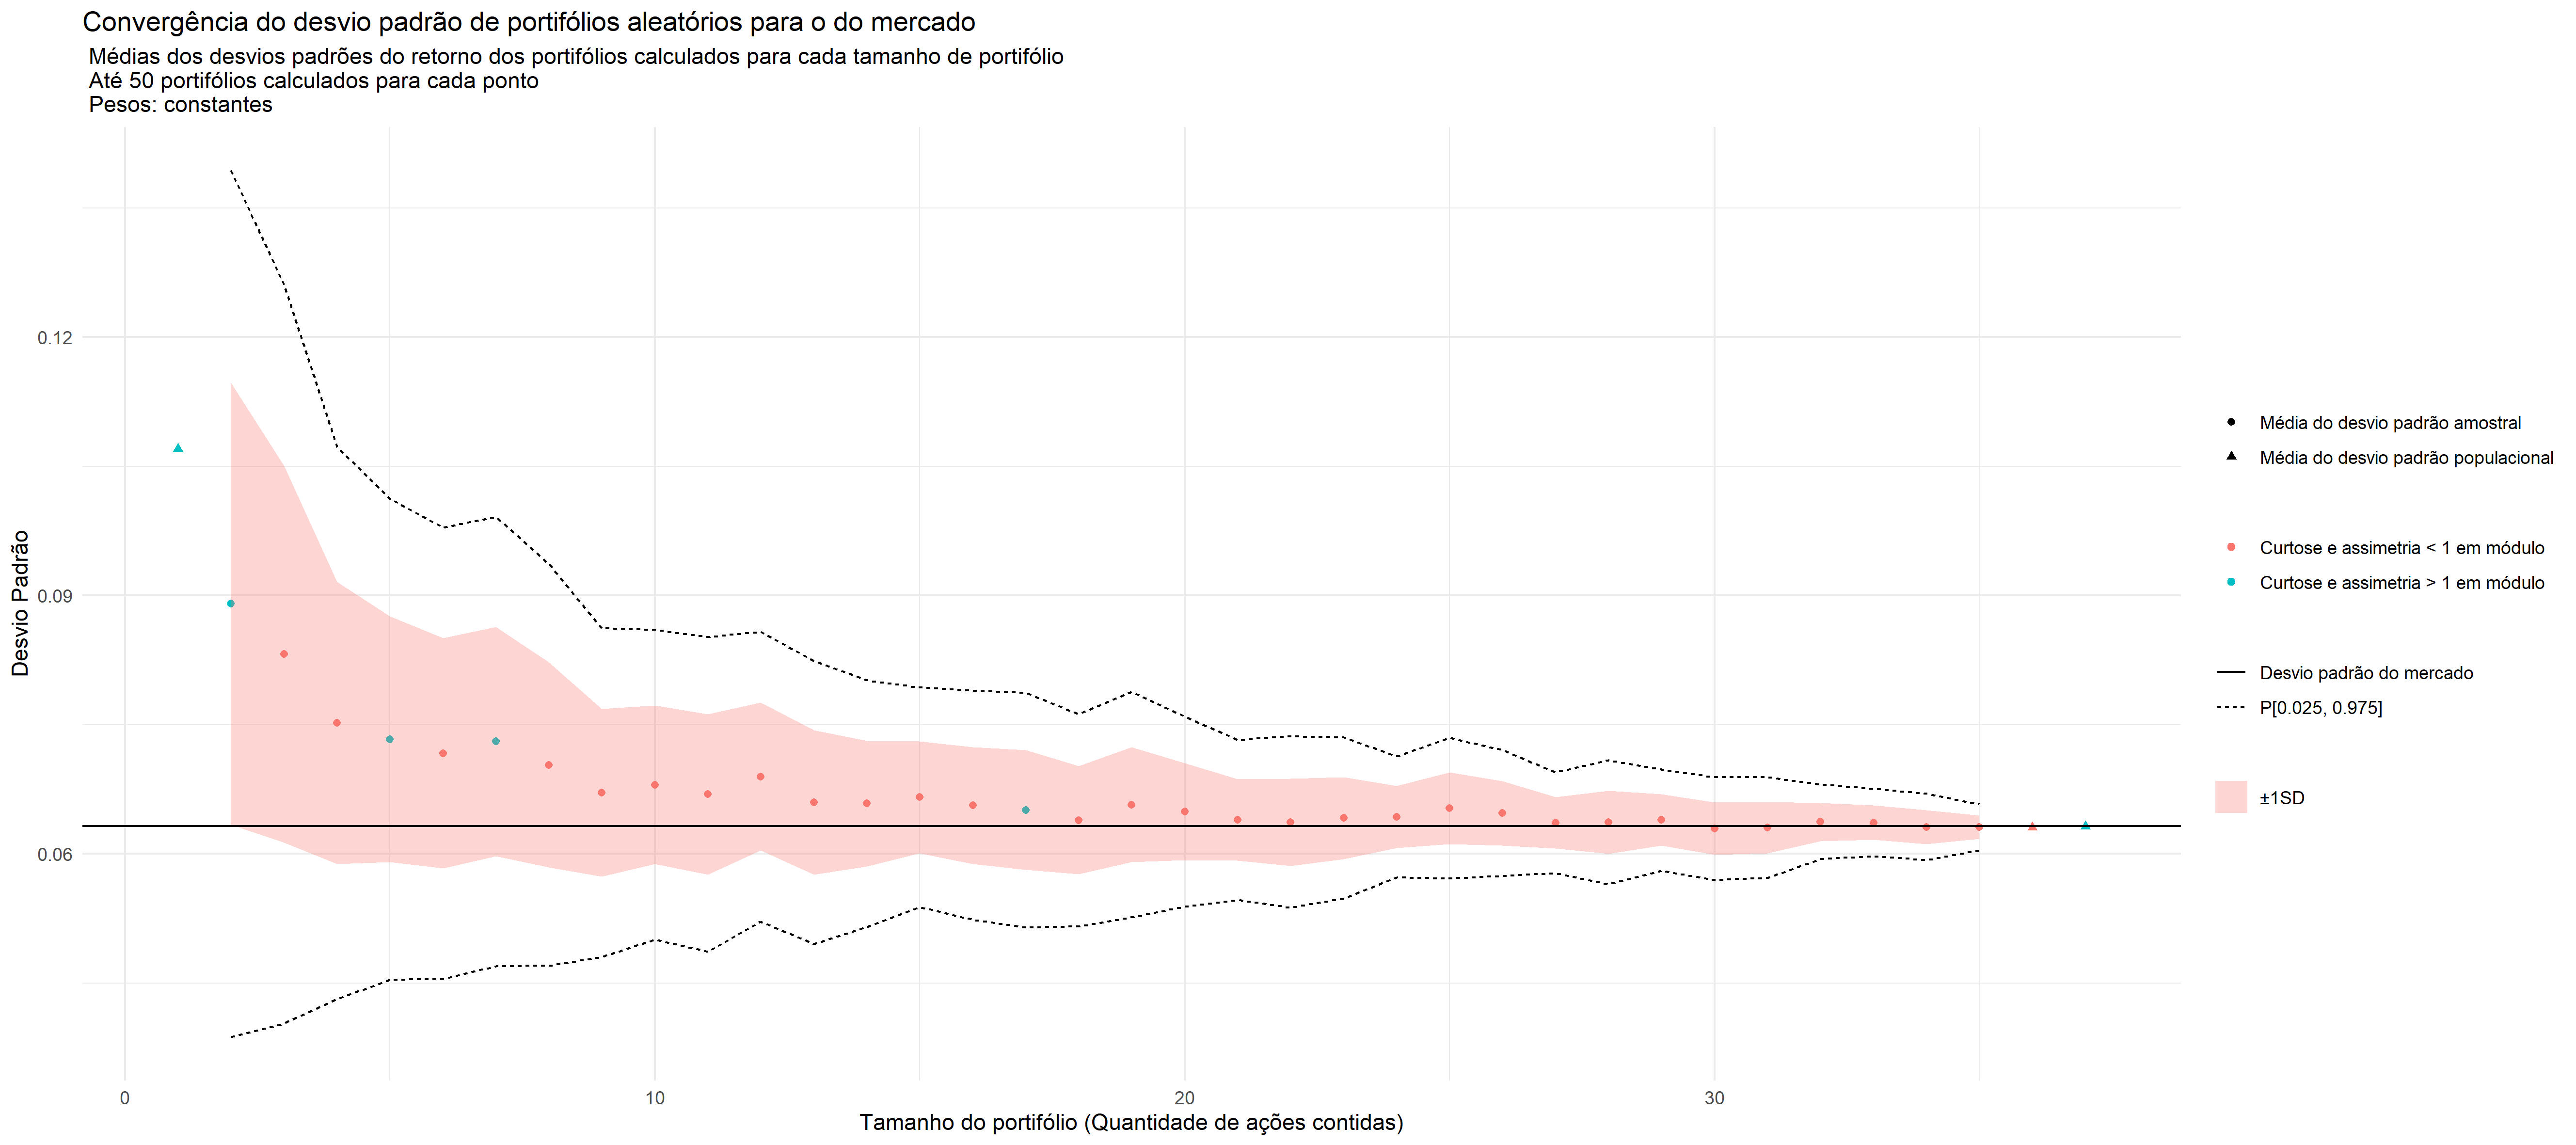 Convergência do desvio padrão de portifólios aleatórios para o do mercado
Médias dos desvios padrões do retorno dos portifólios calculados para cada tamanho de portifólio
Até 50 portifólios calculados para cada ponto
Pesos: constantes
Desvio Padrão
0.12
0.09
0.06
0
10
20
30
Tamanho do portifólio (Quantidade de ações contidas)
Média do desvio padrão amostral
Média do desvio padrão populacional
Curtose e assimetria < 1 em módulo
Curtose e assimetria > 1 em módulo
Desvio padrão do mercado
P[0.025, 0.975]
±1SD